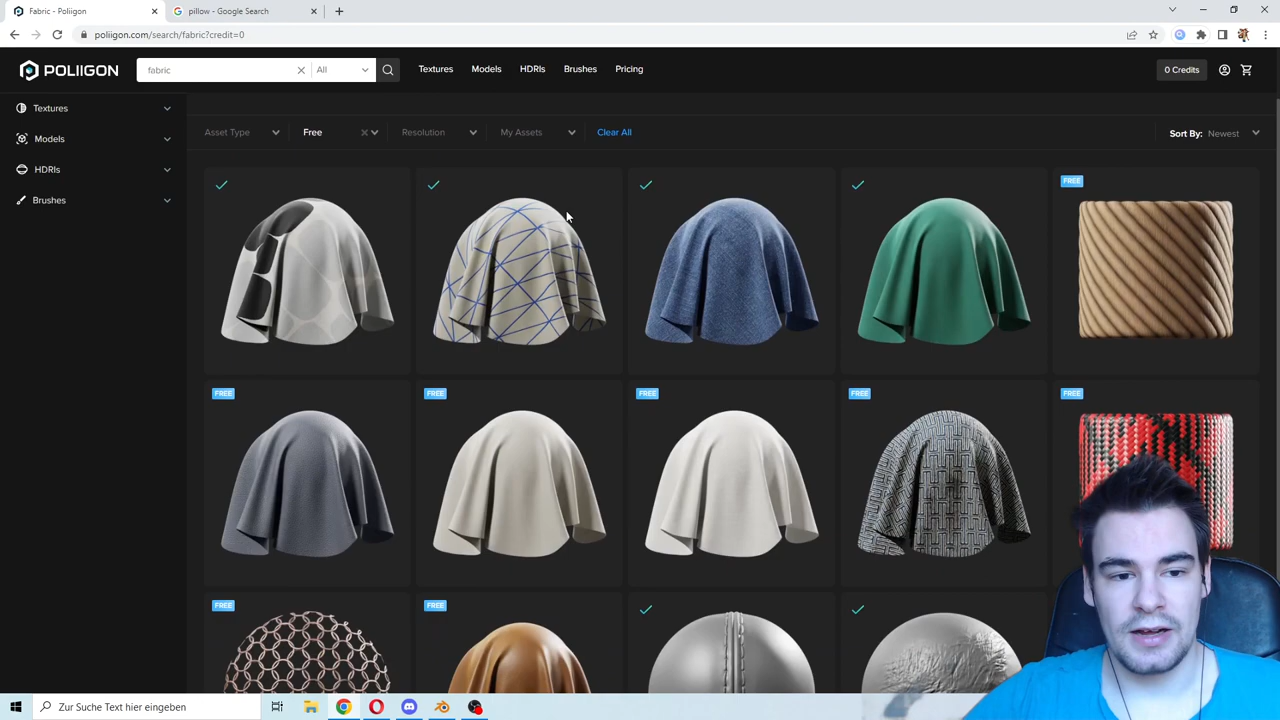 Fabric - Poliigon
pillow - Google Search
poliigon.com/search/fabric?credit=0
POLIIGON
fabric
All
Textures
Models
HDRIs
Brushes
Pricing
0 Credits
Textures
Models
HDRIs
Brushes
Asset Type
Free
Resolution
My Assets
Clear All
Sort By: Newest
FREE
FREE
FREE
FREE
FREE
FREE
FREE
FREE
Zur Suche Text hier eingeben